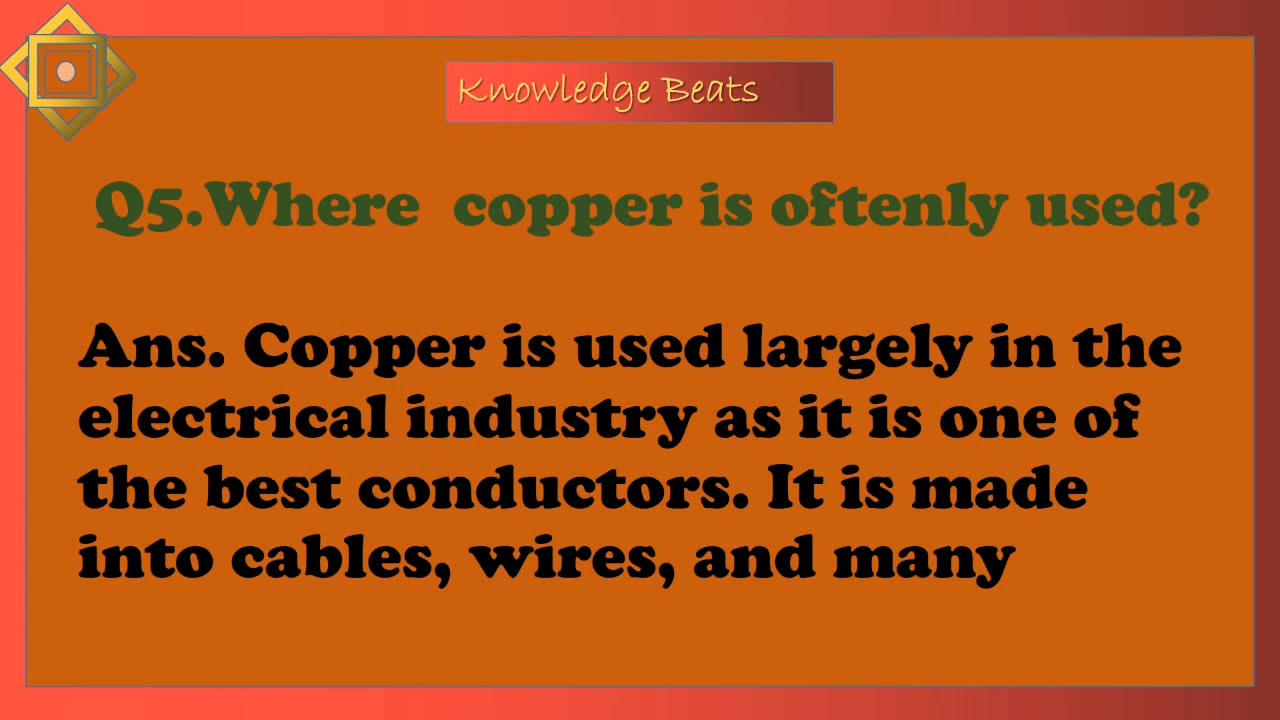 Knowledge Beats
Q5.Where copper is oftenly used?
Ans. Copper is used largely in the
electrical industry as it is one of
the best conductors. It is made
into cables, wires, and many